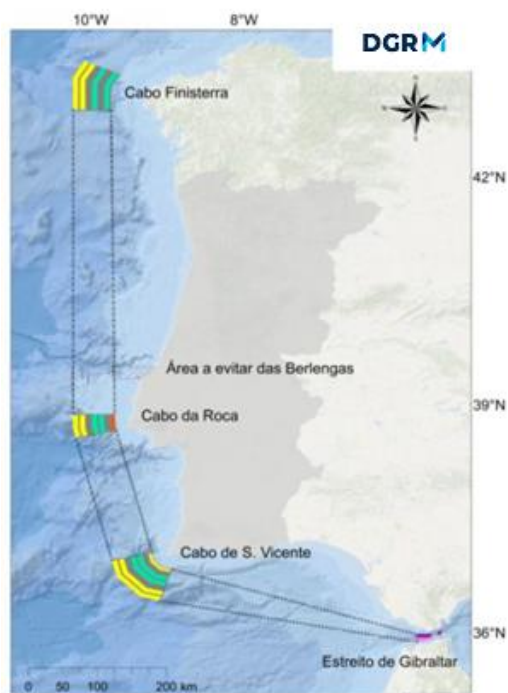 10°W 8°W
DGRM
Cabo Finisterra
42°N
Área a evitar das Berlengas
39°N
Cabo da Roca
Cabo de S. Vicente
36°N
Estreito de Gibraltar
0 50 100 200 km